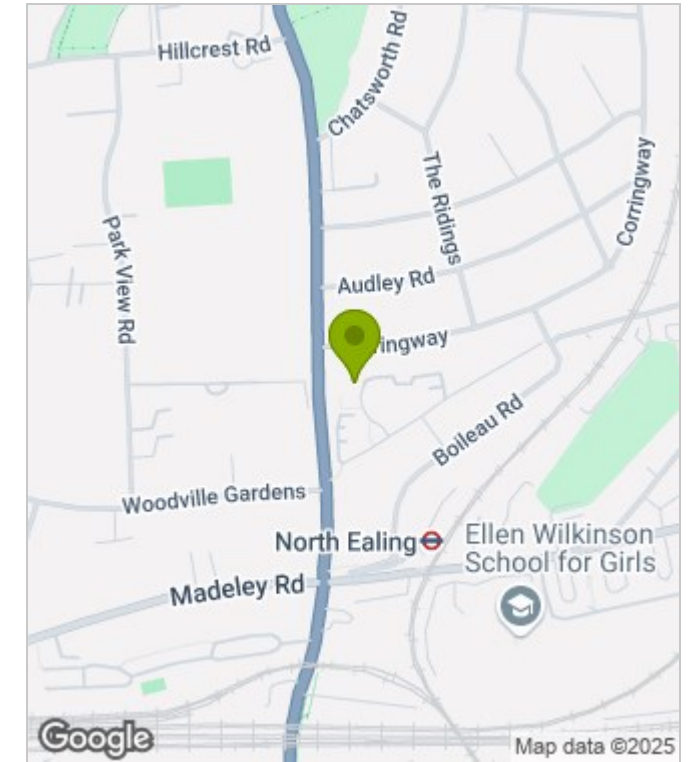 Hillcrest Rd
Chatsworth Rd
The Ridings
Corringway
Park View Rd
Audley Rd
ringway
Boileau Rd
Woodville Gardens
North Ealing
Ellen Wilkinson
School for Girls
Madeley Rd
Google
Map data ©2025